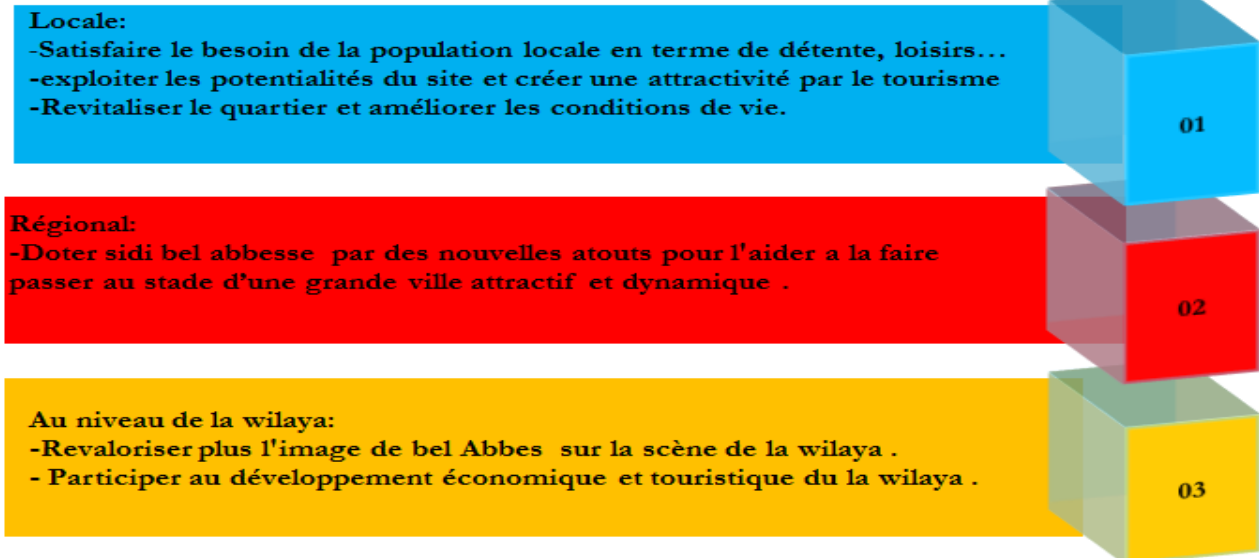 Locale:
-Satisfaire le besoin de la population locale en terme de détente, loisirs…
-exploiter les potentialités du site et créer une attractivité par le tourisme
-Revitaliser le quartier et améliorer les conditions de vie.
01
Régional:
-Doter sidi bel abbesse par des nouvelles atouts pour l'aider a la faire
passer au stade d’une grande ville attractif et dynamique .
02
Au niveau de la wilaya:
-Revaloriser plus l'image de bel Abbes sur la scène de la wilaya .
- Participer au développement économique et touristique du la wilaya .
03